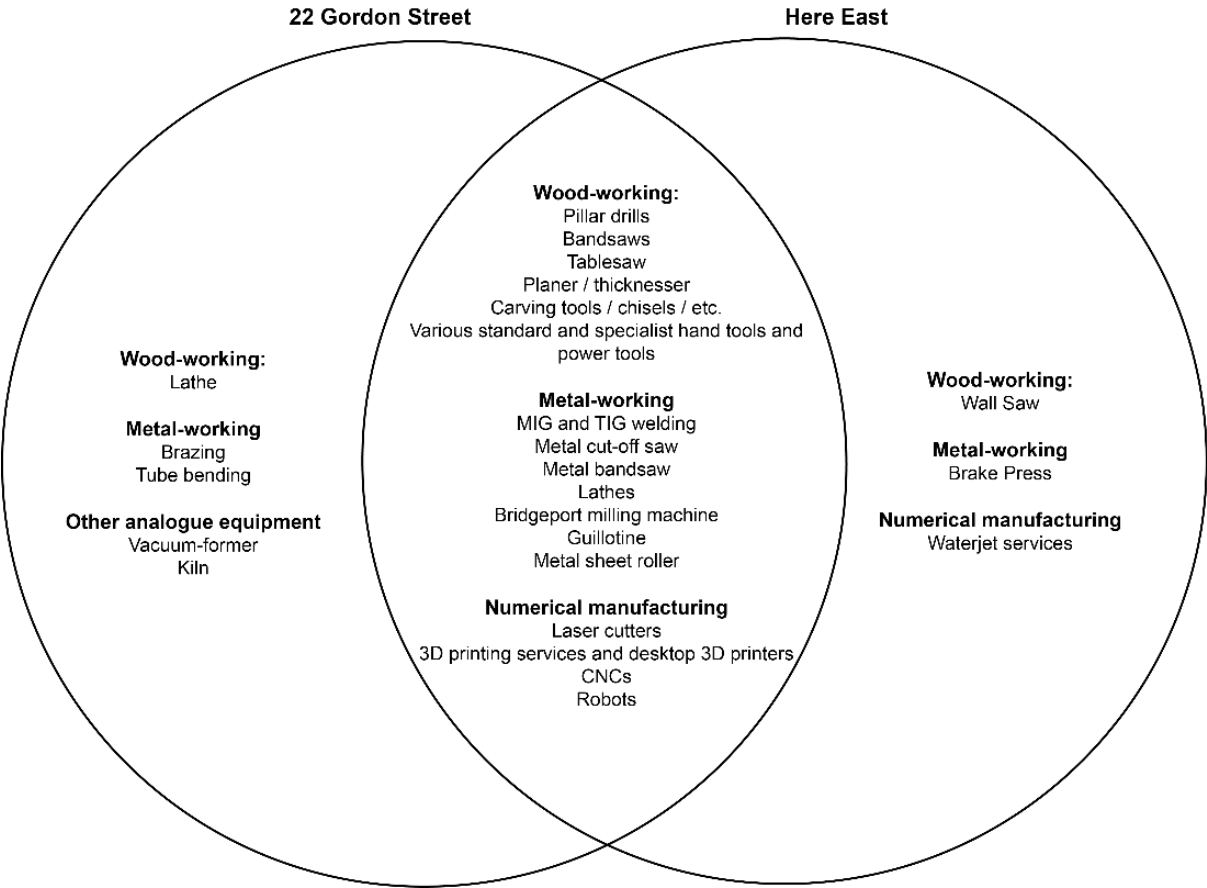 22 Gordon Street
Here East
Wood-working:
Lathe
Metal-working
Brazing
Tube bending
Other analogue equipment
Vacuum-former
Kiln
Wood-working:
Pillar drills
Bandsaws
Tablesaw
Planer / thicknesser
Carving tools / chisels / etc.
Various standard and specialist hand tools and
power tools
Metal-working
MIG and TIG welding
Metal cut-off saw
Metal bandsaw
Lathes
Bridgeport milling machine
Guillotine
Metal sheet roller
Numerical manufacturing
Laser cutters
3D printing services and desktop 3D printers
CNCs
Robots
Wood-working:
Wall Saw
Metal-working
Brake Press
Numerical manufacturing
Waterjet services